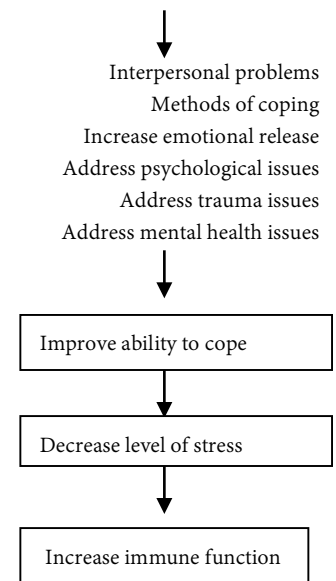 Interpersonal problems
Methods of coping
Increase emotional release
Address psychological issues
Address trauma issues
Address mental health issues
Improve ability to cope
Decrease level of stress
Increase immune function